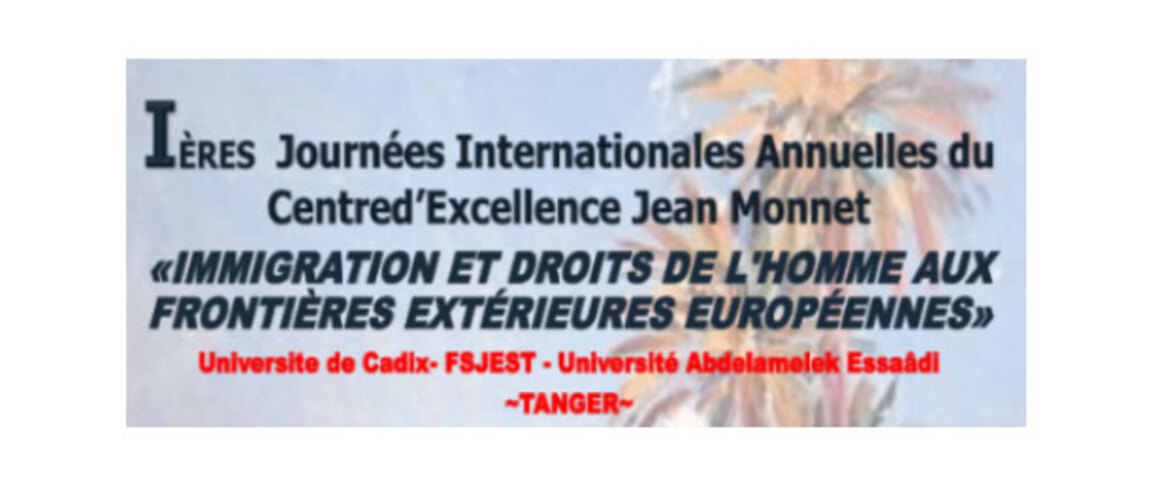 IÈRES Journées Internationales Annuelles du
Centred'Excellence Jean Monnet
«IMMIGRATION ET DROITS DE L'HOMME AUX
FRONTIÈRES EXTÉRIEURES EUROPÉENNES»
Universite de Cadix- FSJEST - Université Abdelamelek Essaâdi
~TANGER~